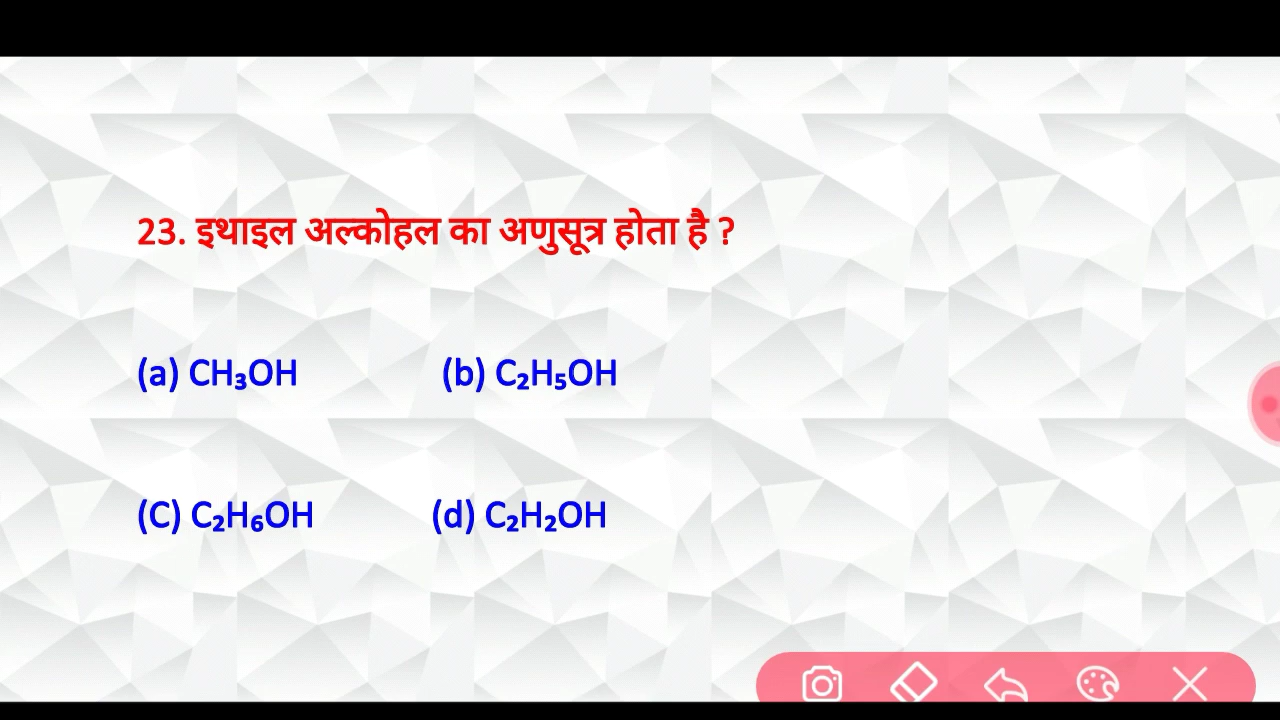 23. इथाइल अल्कोहल का अणुसूत्र होता है ?
(a) CH₃OH (b) C₂H₅OH
(C) C₂H₆OH (d) C₂H₂OH